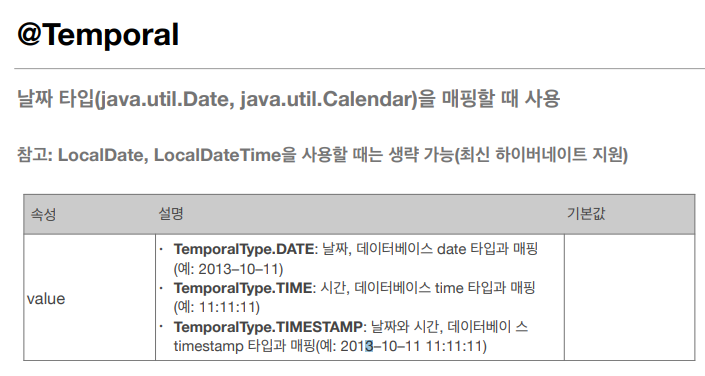 @Temporal
날짜 타입(java.util.Date, java.util.Calendar)을 매핑할 때 사용
참고: LocalDate, LocalDateTime을 사용할 때는 생략 가능(최신 하이버네이트 지원)
속성 설명 기본값
value
· TemporalType.DATE: 날짜, 데이터베이스 date 타입과 매핑
(예: 2013–10–11)
· TemporalType.TIME: 시간, 데이터베이스 time 타입과 매핑
(예: 11:11:11)
· TemporalType.TIMESTAMP: 날짜와 시간, 데이터베이 스
timestamp 타입과 매핑(예: 2013–10–11 11:11:11)